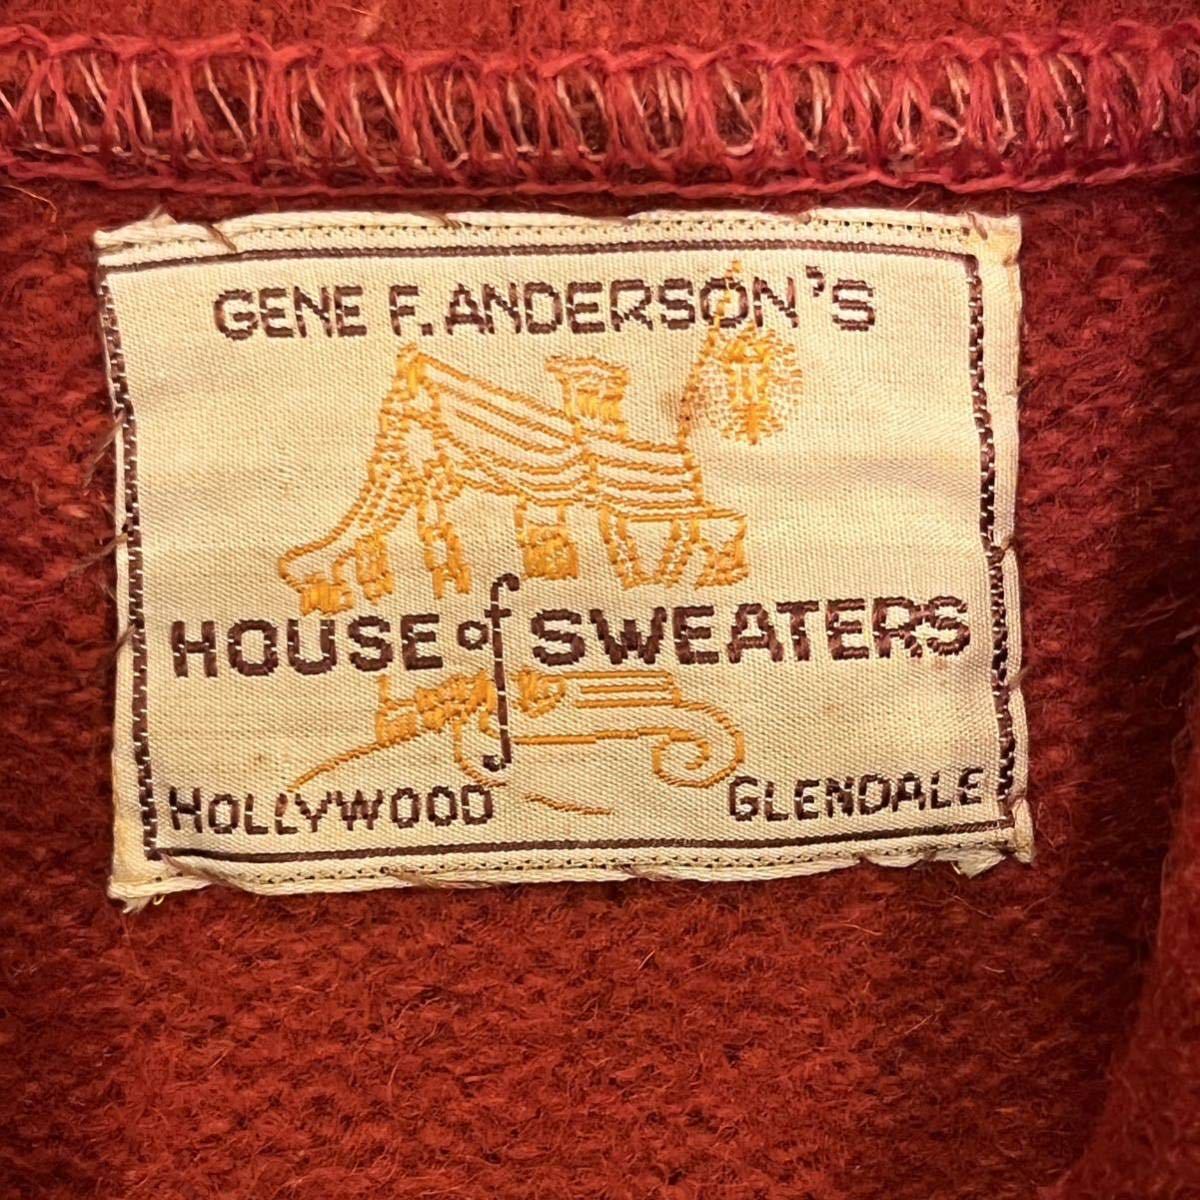 GENE F. ANDERSON'S
HOUSE of SWEATERS
HOLLYWOOD GLENDALE